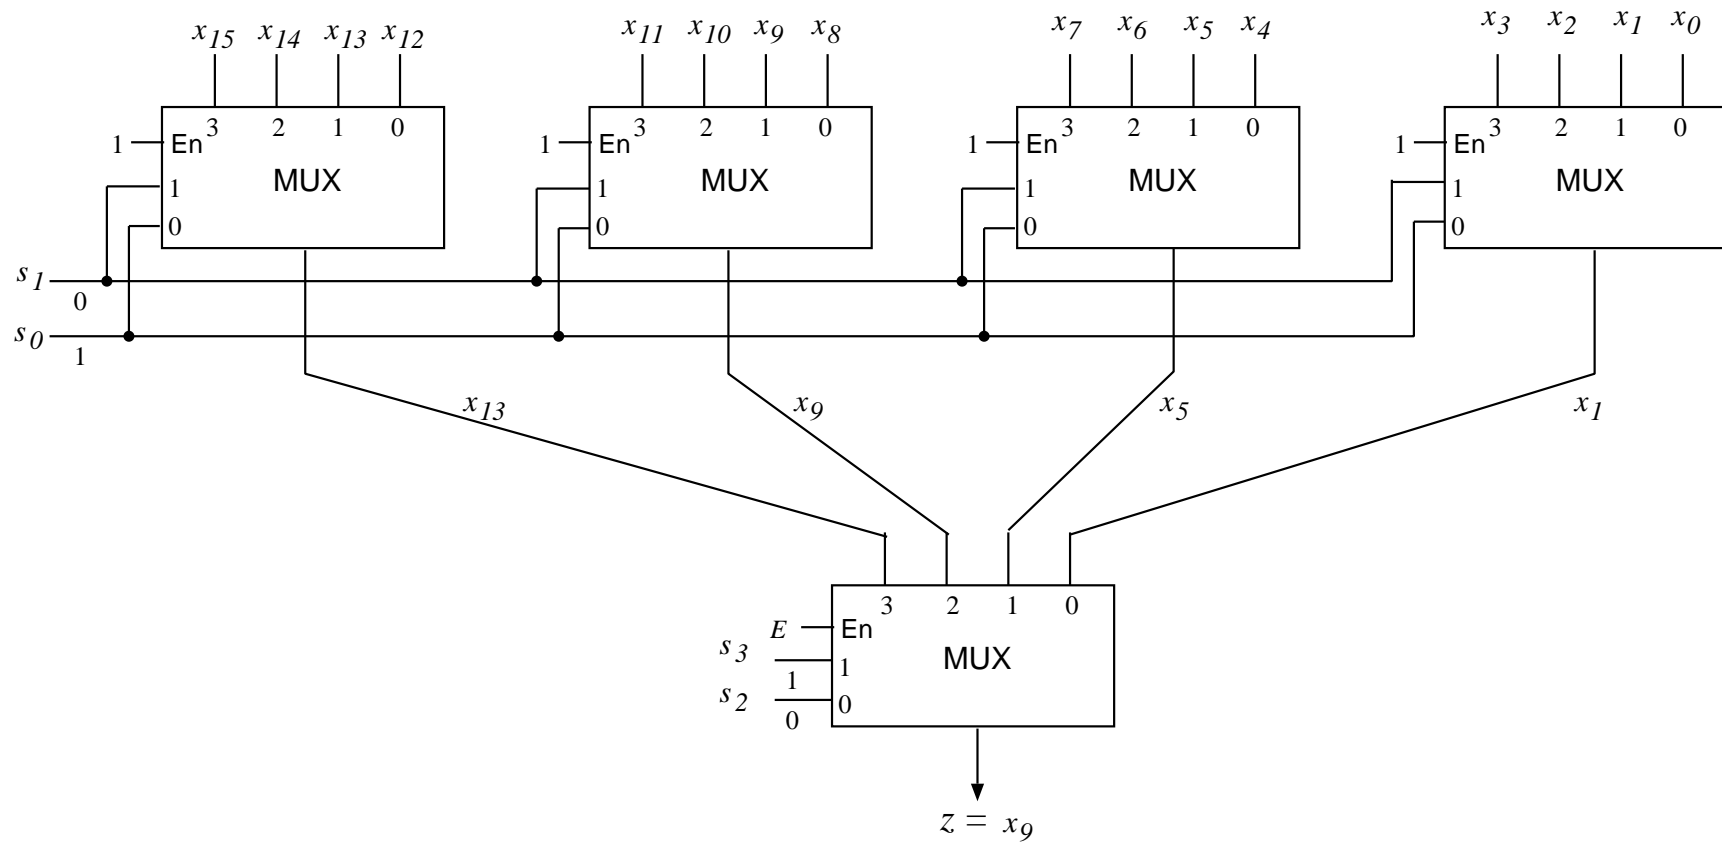 x15 x14 x13 x12 x11 x10 x9 x8 x7 x6 x5 x4 x3 x2 x1 x0
3 2 1 0 3 2 1 0 3 2 1 0 3 2 1 0
1 En 1 En 1 En 1 En
MUX MUX MUX MUX
1 1 1 1
0 0 0 0
s1
0
s0
1
x13 x9 x5 x1
3 2 1 0
E En
s3 MUX
1
1
s2 0
0
z = x9